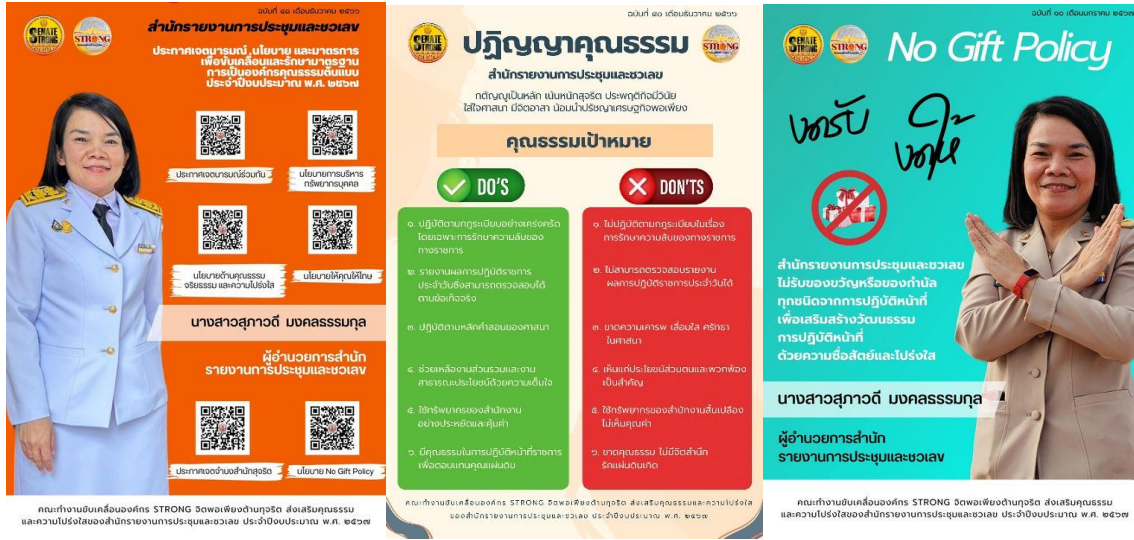 ฉบับที่ ๔๘ เดือนธันวาคม ๒๕๖๖
SENATE STRONG
STRONG
สำนักรายงานการประชุมและชวเลข
ประกาศเจตนารมณ์ นโยบาย และมาตรการ
เพื่อขับเคลื่อนและรักษามาตรฐาน
การเป็นองค์กรคุณธรรมต้นแบบ
ประจำปีงบประมาณ พ.ศ. ๒๕๖๗
ประกาศเจตนารมณ์ร่วมกัน
นโยบายการบริหาร
ทรัพยากรบุคคล
นโยบายด้านคุณธรรม
จริยธรรม และความโปร่งใส
นโยบายให้คุณให้โทษ
นางสาวสุภาวดี มงคลธรรมกุล
ผู้อำนวยการสำนัก
รายงานการประชุมและชวเลข
ประกาศเจตจำนงสำนักสุจริต
นโยบาย No Gift Policy
คณะทำงานขับเคลื่อนองค์กร STRONG จิตพอเพียงต้านทุจริต ส่งเสริมคุณธรรม
และความโปร่งใสของสำนักรายงานการประชุมและชวเลข ประจำปีงบประมาณ พ.ศ. ๒๕๖๗
ฉบับที่ ๔๐ เดือนธันวาคม ๒๕๖๖
SENATE STRONG
ปฏิญญาคุณธรรม
STRONG
สำนักรายงานการประชุมและชวเลข
กตัญญูเป็นหลัก เน้นหนักสุจริต ประพฤติกิจมีวินัย
ใส่ใจศาสนา มีจิตอาสา น้อมนำปรัชญาเศรษฐกิจพอเพียง
คุณธรรมเป้าหมาย
DO'S
DON'TS
๑. ปฏิบัติตามกฎระเบียบอย่างเคร่งครัด
โดยเฉพาะการรักษาความลับของ
ทางราชการ
๒. รายงานผลการปฏิบัติราชการ
ประจำวันซึ่งสามารถตรวจสอบได้
ตามข้อเท็จจริง
๓. ปฏิบัติตามหลักคำสอนของศาสนา
๔. ช่วยเหลืองานส่วนรวมและงาน
สาธารณประโยชน์ด้วยความเต็มใจ
๕. ใช้ทรัพยากรของสำนักงาน
อย่างประหยัดและคุ้มค่า
๖. มีคุณธรรมในการปฏิบัติหน้าที่ราชการ
เพื่อตอบแทนคุณแผ่นดิน
๑. ไม่ปฏิบัติตามกฎระเบียบในเรื่อง
การรักษาความลับของทางราชการ
๒. ไม่สามารถตรวจสอบรายงาน
ผลการปฏิบัติราชการประจำวันได้
๓. ขาดความเคารพ เลื่อมใส ศรัทธา
ในศาสนา
๔. เห็นแก่ประโยชน์ส่วนตนและพวกพ้อง
เป็นสำคัญ
๕. ใช้ทรัพยากรของสำนักงานสิ้นเปลือง
ไม่เห็นคุณค่า
๖. ขาดคุณธรรม ไม่มีจิตสำนึก
รักแผ่นดินเกิด
คณะทำงานขับเคลื่อนองค์กร STRONG จิตพอเพียงต้านทุจริต ส่งเสริมคุณธรรมและความโปร่งใส
ของสำนักรายงานการประชุมและชวเลข ประจำปีงบประมาณ พ.ศ. ๒๕๖๗
ฉบับที่ ๑๐ เดือนมกราคม ๒๕๖๗
SENATE STRONG
STRONG
No Gift Policy
งดรับ
งดให้
สำนักรายงานการประชุมและชวเลข
ไม่รับของขวัญหรือของกำนัล
ทุกชนิดจากการปฏิบัติหน้าที่
เพื่อเสริมสร้างวัฒนธรรม
การปฏิบัติหน้าที่
ด้วยความซื่อสัตย์และโปร่งใส
นางสาวสุภาวดี มงคลธรรมกุล
ผู้อำนวยการสำนัก
รายงานการประชุมและชวเลข
คณะทำงานขับเคลื่อนองค์กร STRONG จิตพอเพียงต้านทุจริต ส่งเสริมคุณธรรม
และความโปร่งใสของสำนักรายงานการประชุมและชวเลข ประจำปีงบประมาณ พ.ศ. ๒๕๖๗